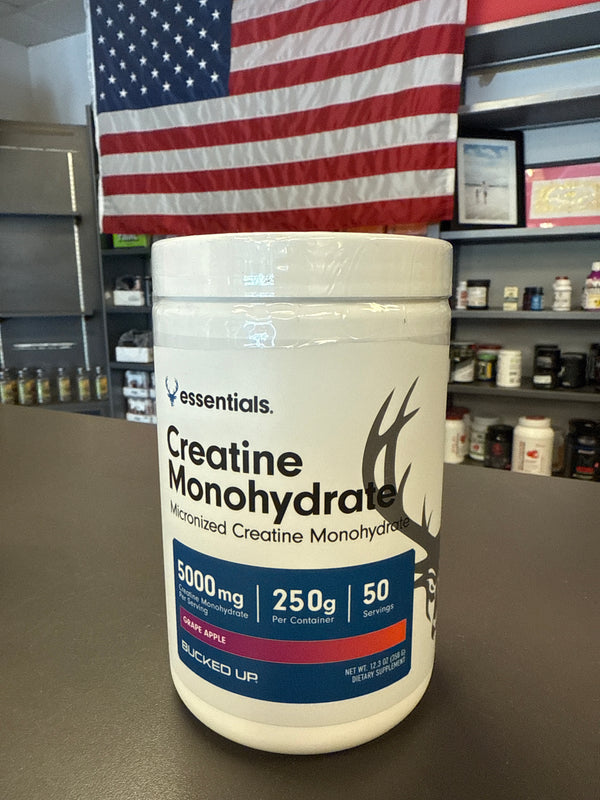 essentials.
Creatine
Monohydrate
Micronized Creatine Monohydrate
5000mg
Creatine Monohydrate
Per Serving
250g
Per Container
50
Servings
GRAPE APPLE
BUCKED UP
NET WT. 12.3 OZ (350 G)
DIETARY SUPPLEMENT